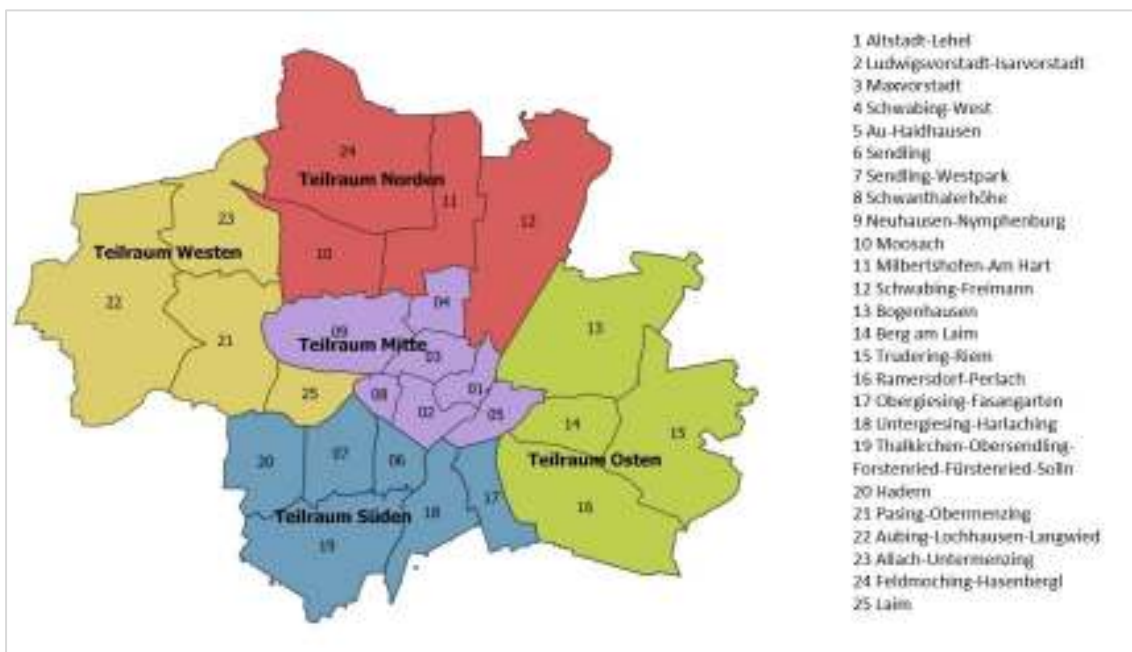 24
Teilraum Norden
11
12
23
10
Teilraum Westen
22
04
13
09
Teilraum Mitte
21
03
25
08
01
02
05
14
15
Teilraum Osten
20
07
06
17
16
18
Teilraum Süden
19
1 Altstadt-Lehel
2 Ludwigsvorstadt-Isarvorstadt
3 Maxvorstadt
4 Schwabing-West
5 Au-Haidhausen
6 Sendling
7 Sendling-Westpark
8 Schwanthalerhöhe
9 Neuhausen-Nymphenburg
10 Moosach
11 Milbertshofen-Am Hart
12 Schwabing-Freimann
13 Bogenhausen
14 Berg am Laim
15 Trudering-Riem
16 Ramersdorf-Perlach
17 Obergiesing-Fasangarten
18 Untergiesing-Harlaching
19 Thalkirchen-Obersendling-
Forstenried-Fürstenried-Solln
20 Hadern
21 Pasing-Obermenzing
22 Aubing-Lochhausen-Langwied
23 Allach-Untermenzing
24 Feldmoching-Hasenbergl
25 Laim